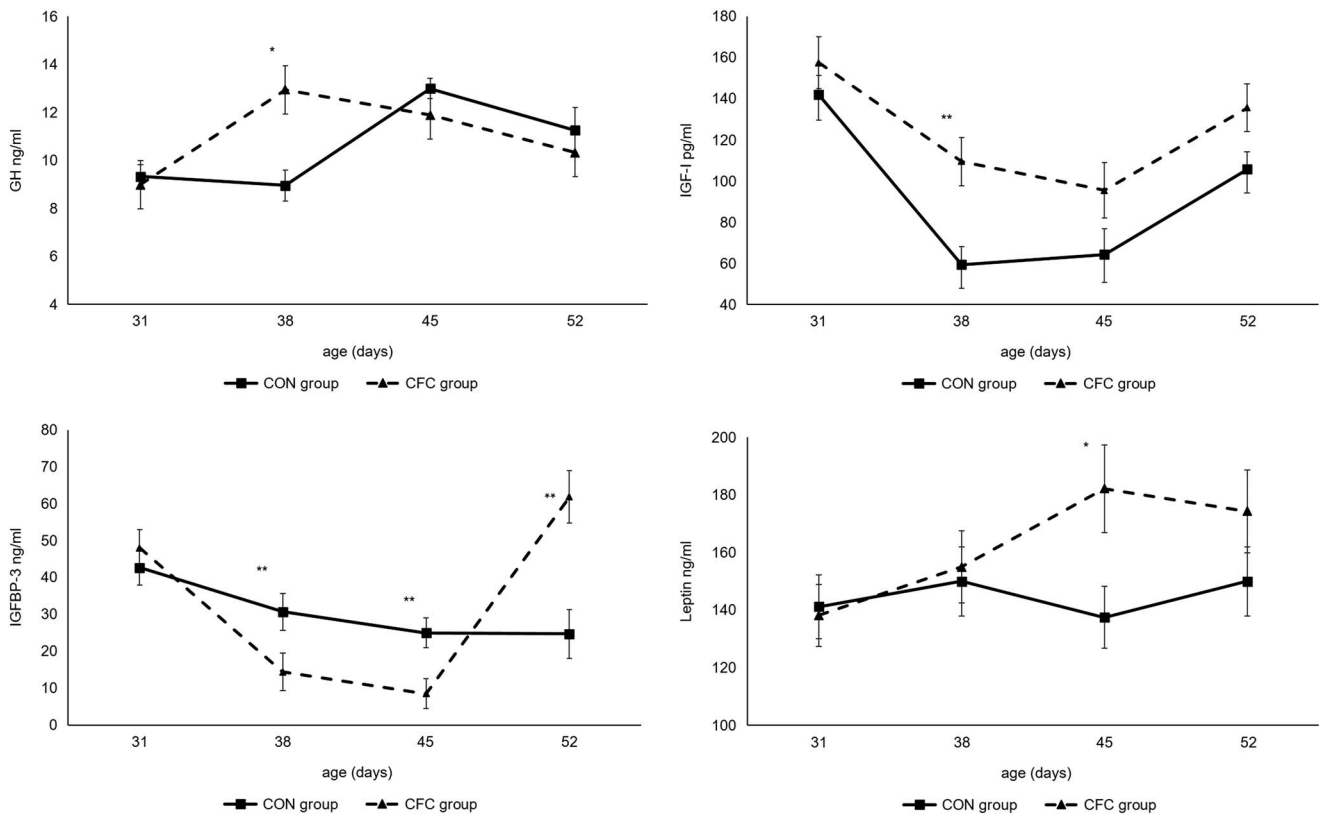 GH ng/ml
16
14
12
10
8
6
4
*
31 38 45 52
age (days)
CON group CFC group
IGF-I pg/ml
180
160
140
120
100
80
60
40
**
31 38 45 52
age (days)
CON group CFC group
IGFBP-3 ng/ml
80
70
60
50
40
30
20
10
0
**
**
**
31 38 45 52
age (days)
CON group CFC group
Leptin ng/ml
200
180
160
140
120
100
*
31 38 45 52
age (days)
CON group CFC group